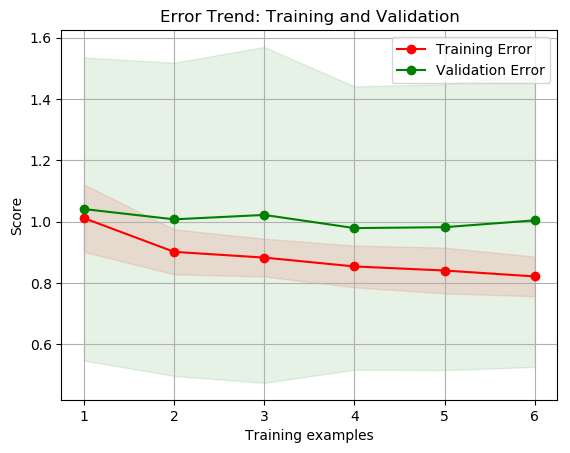 Error Trend: Training and Validation
Training Error
Validation Error
Score
1.6
1.4
1.2
1.0
0.8
0.6
1 2 3 4 5 6
Training examples